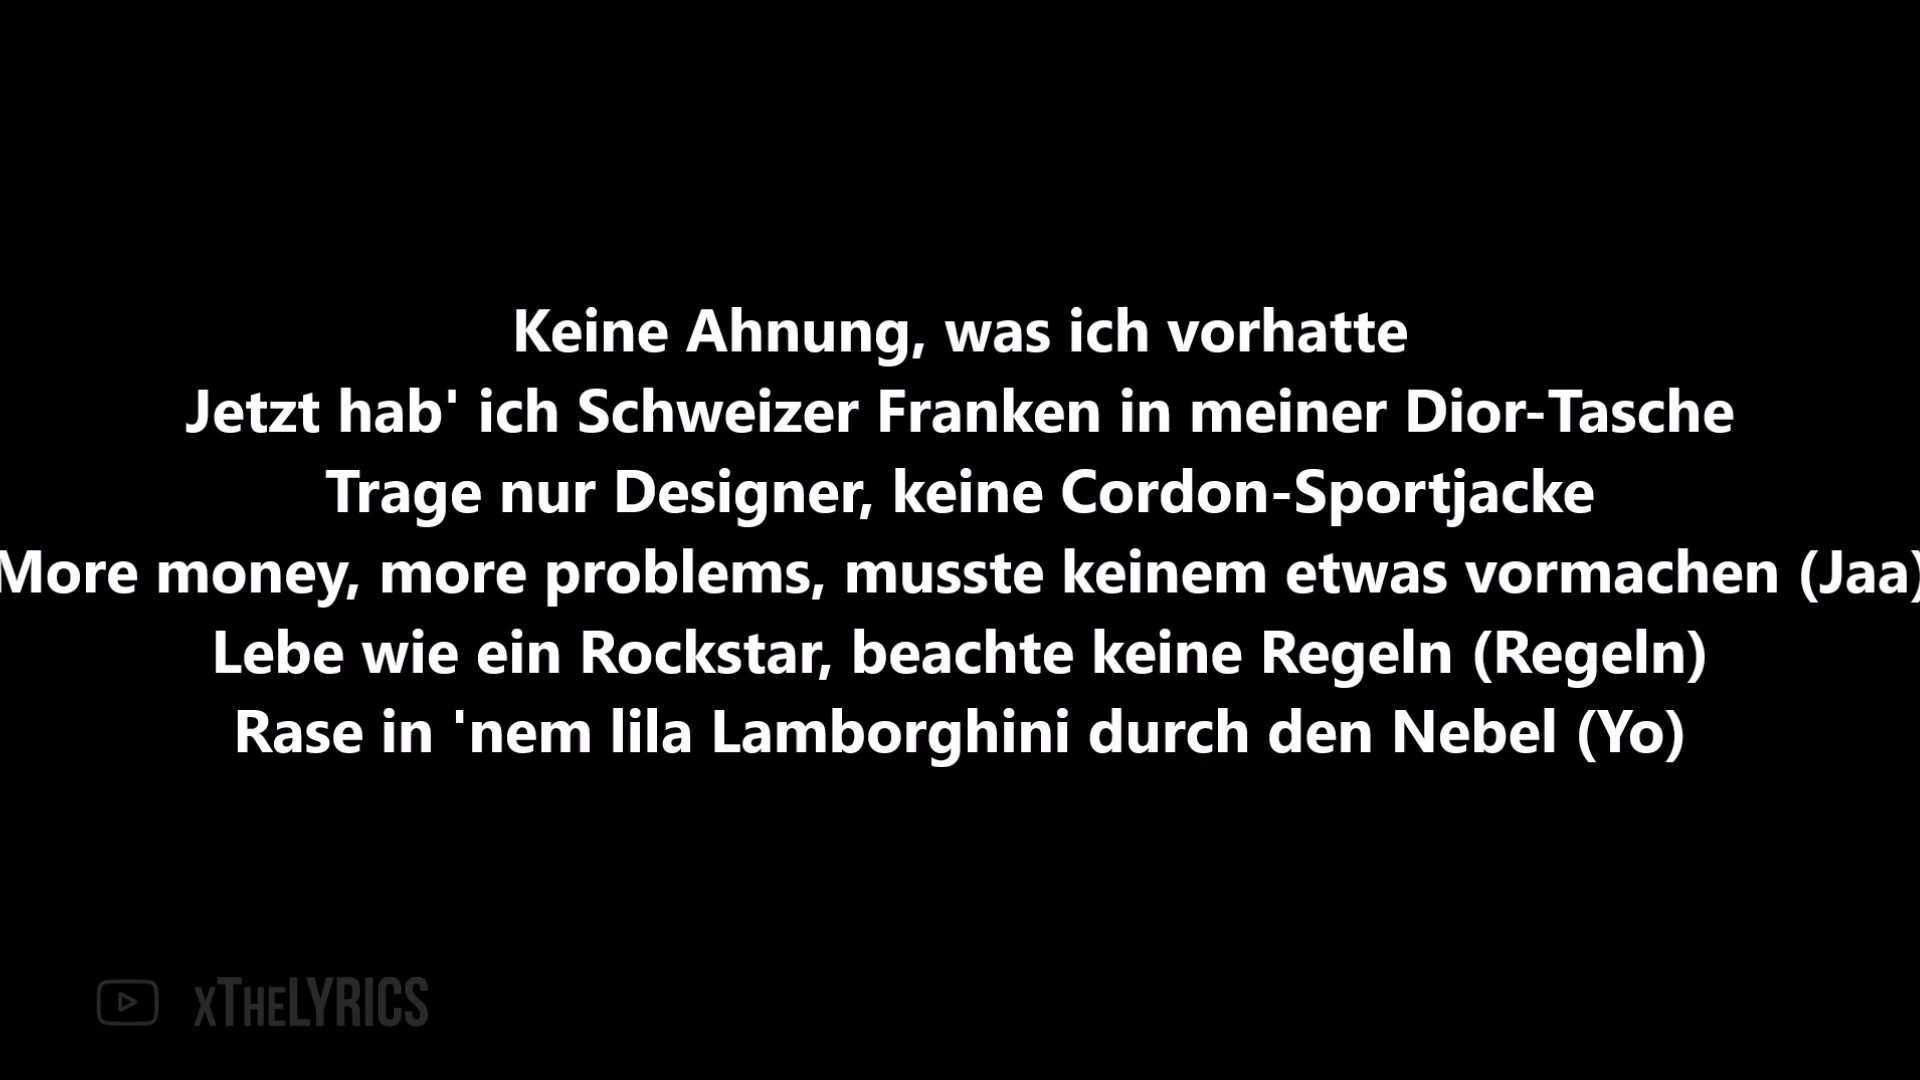 Keine Ahnung, was ich vorhatte
Jetzt hab' ich Schweizer Franken in meiner Dior-Tasche
Trage nur Designer, keine Cordon-Sportjacke
More money, more problems, musste keinem etwas vormachen (Jaa)
Lebe wie ein Rockstar, beachte keine Regeln (Regeln)
Rase in 'nem lila Lamborghini durch den Nebel (Yo)
xTheLYRICS